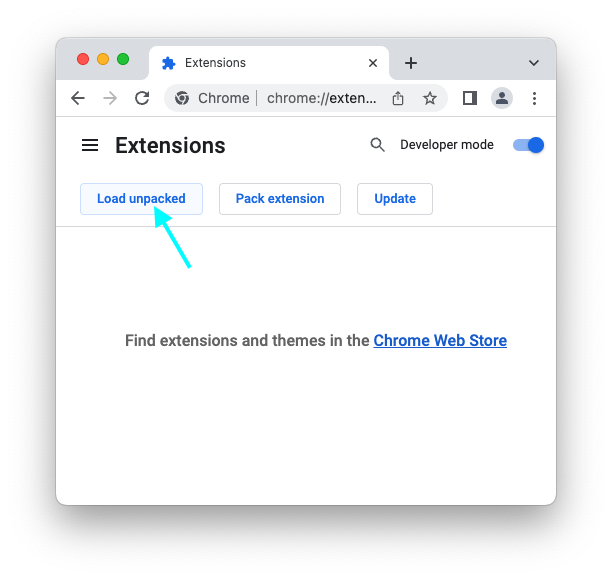 Extensions
Chrome chrome://exten...
Extensions Developer mode
Load unpacked Pack extension Update
Find extensions and themes in the Chrome Web Store